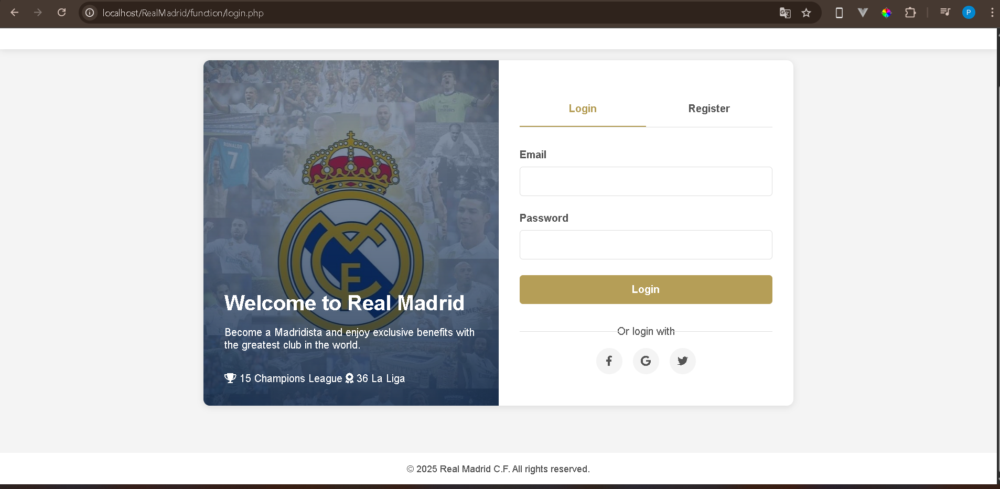 localhost/RealMadrid/function/login.php
P
RONALDO
7
Login
Register
Email
Password
Login
Welcome to Real Madrid
Become a Madridista and enjoy exclusive benefits with
the greatest club in the world.
15 Champions League 36 La Liga
Or login with
© 2025 Real Madrid C.F. All rights reserved.